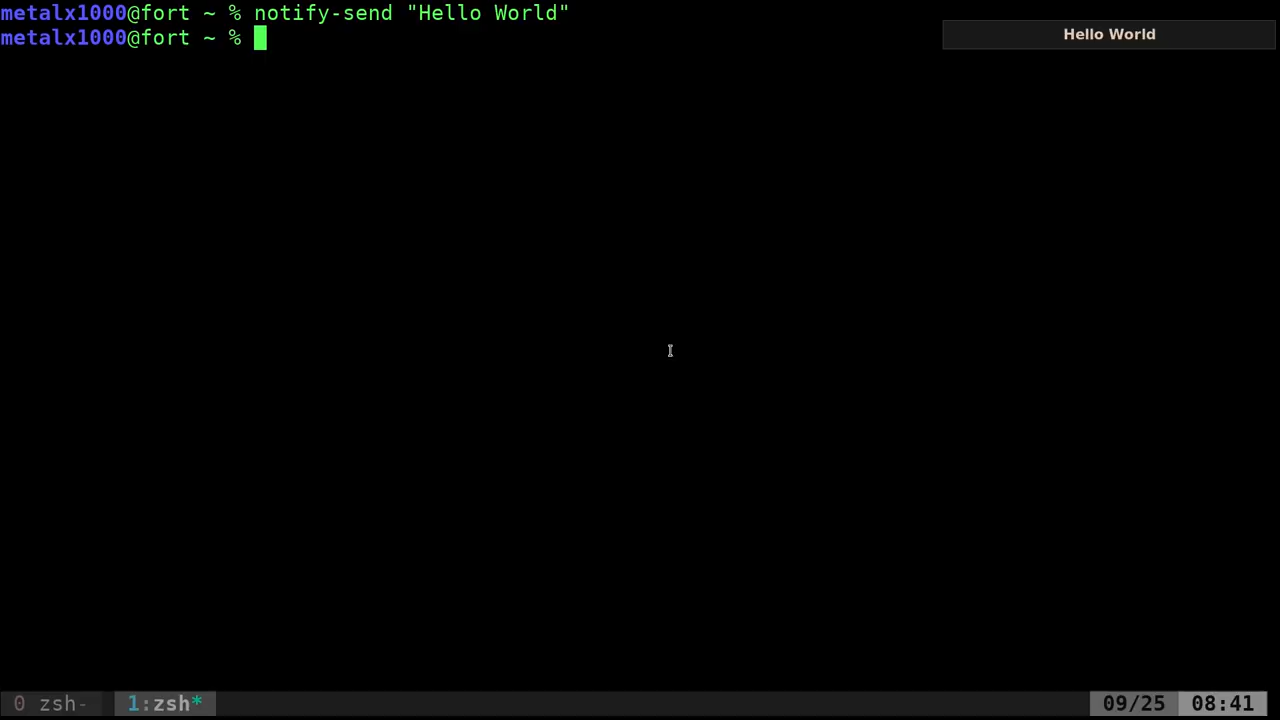 metalx1000@fort ~ % notify-send "Hello World"
metalx1000@fort ~ %
Hello World
0 zsh- 1:zsh* 09/25 08:41